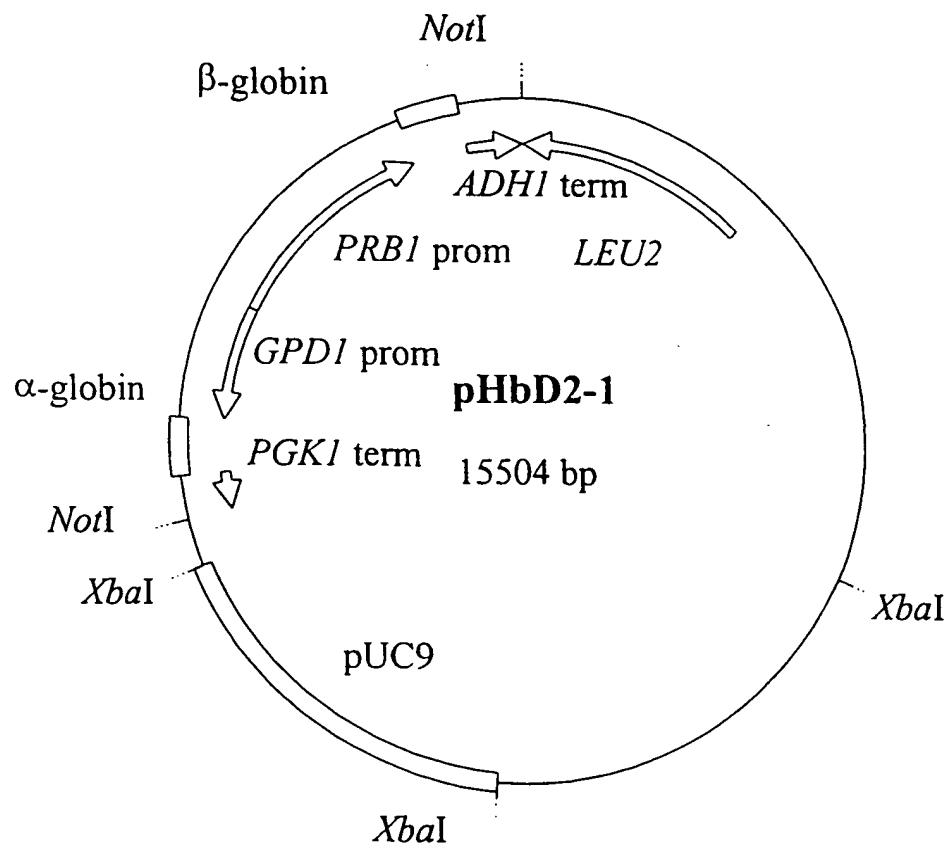 NotI
β-globin
ADH1 term
PRB1 prom
LEU2
GPD1 prom
α-globin
pHbD2-1
PGK1 term
15504 bp
NotI
XbaI
XbaI
pUC9
XbaI